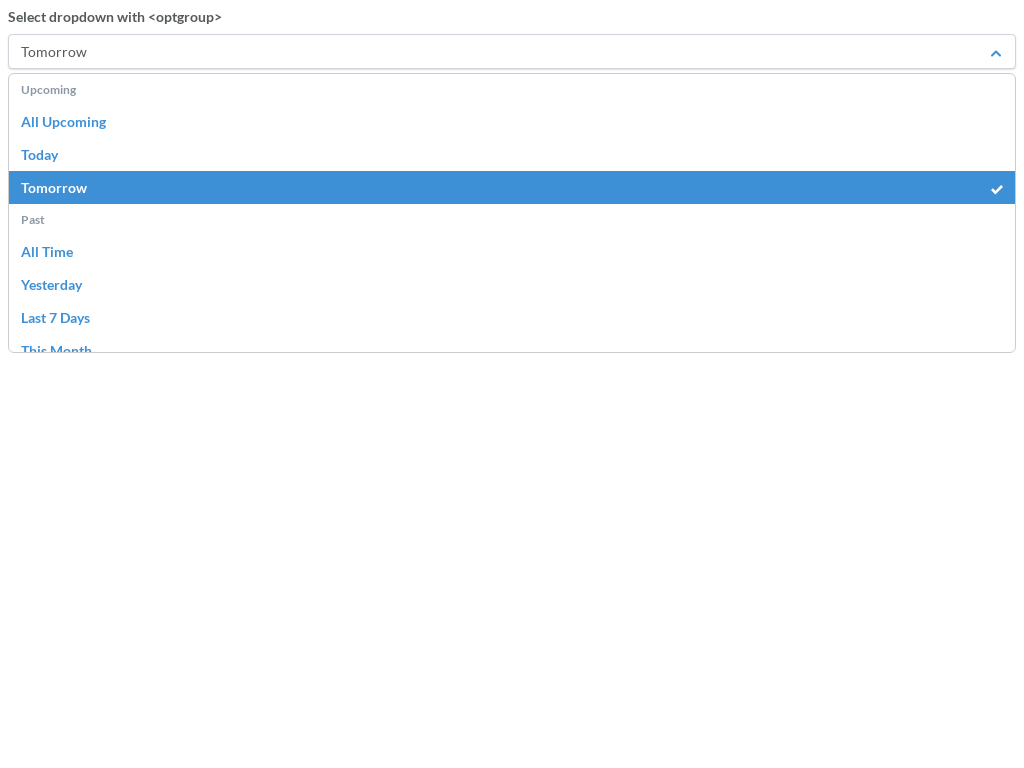 Select dropdown with <optgroup>
Tomorrow
Upcoming
All Upcoming
Today
Tomorrow
Past
All Time
Yesterday
Last 7 Days
This Month